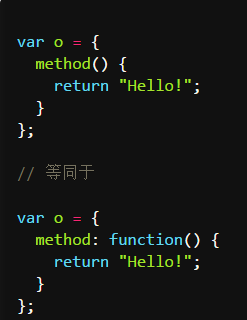 var o = {
  method() {
    return "Hello!";
  }
};

// 等同于

var o = {
  method: function() {
    return "Hello!";
  }
};